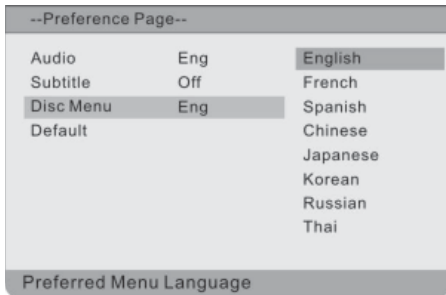 --Preference Page--
Audio Eng English
Subtitle Off French
Disc Menu Eng Spanish
Default Chinese
Japanese
Korean
Russian
Thai
Preferred Menu Language